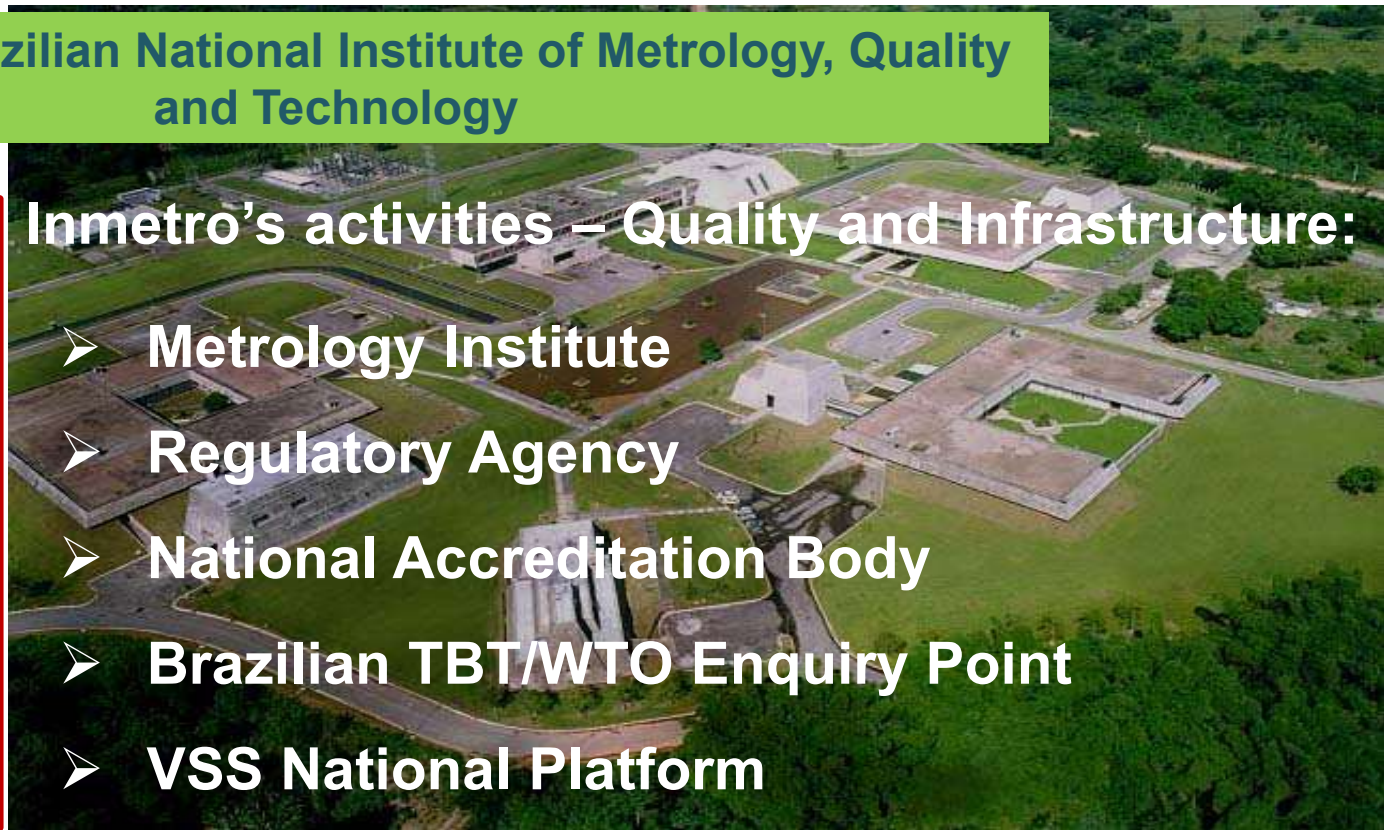 zilian National Institute of Metrology, Quality
and Technology
Inmetro’s activities – Quality and Infrastructure:
➢ Metrology Institute
➢ Regulatory Agency
➢ National Accreditation Body
➢ Brazilian TBT/WTO Enquiry Point
➢ VSS National Platform